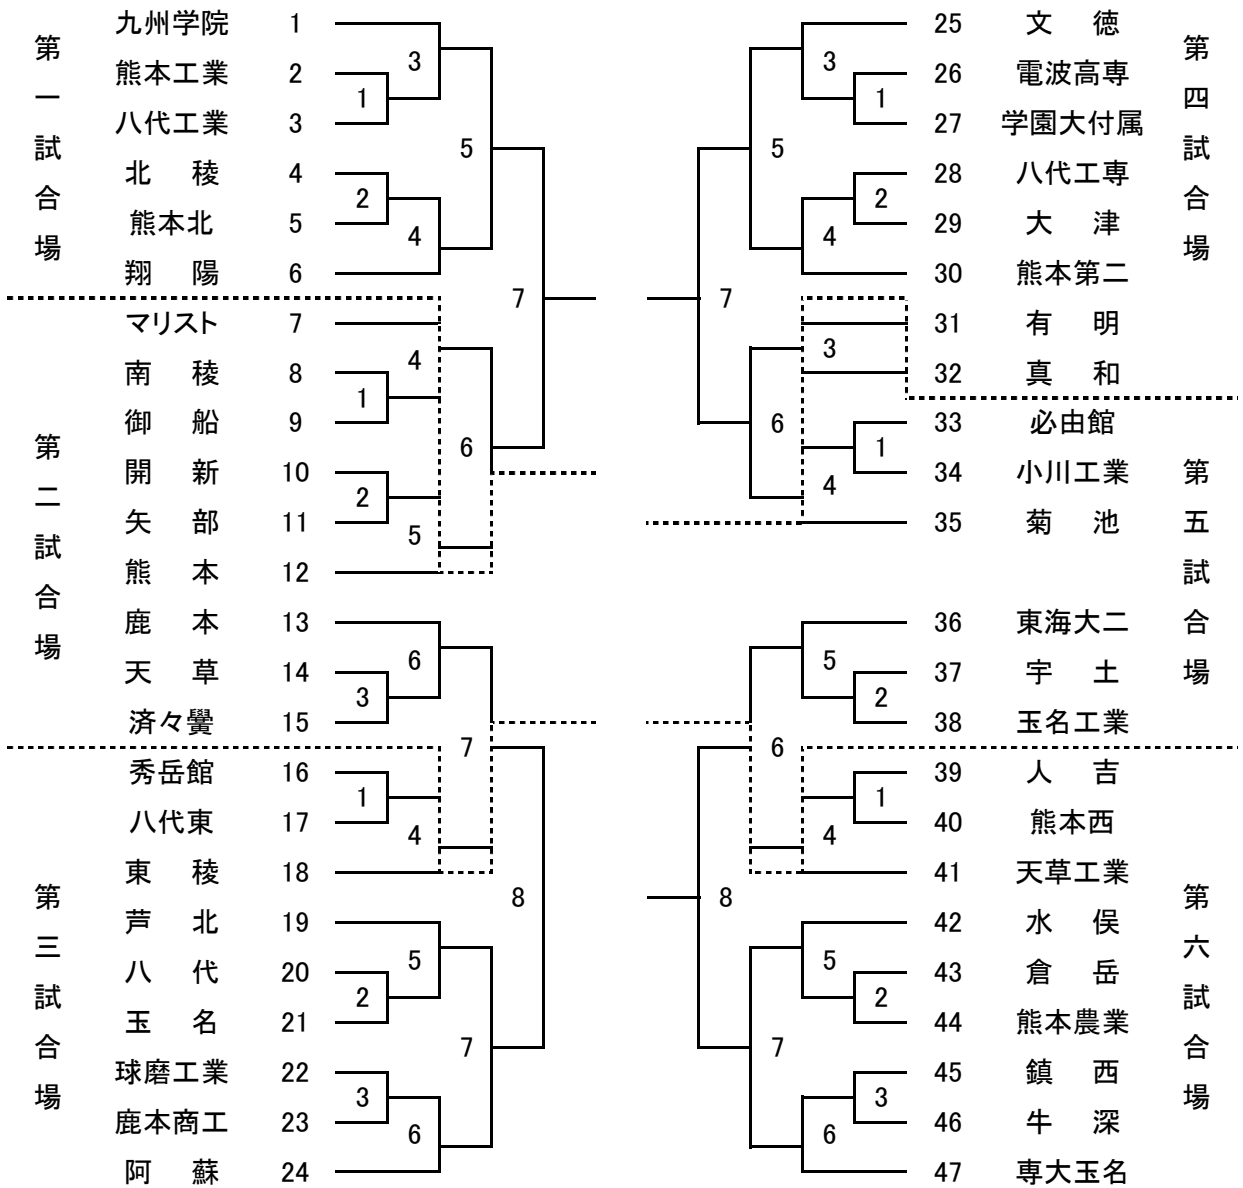 第一試合場
九州学院 1
熊本工業 2
八代工業 3
北 稜 4
熊本北 5
翔 陽 6
3
1
5
2
4
7
第二試合場
マリスト 7
南 稜 8
御 船 9
開 新 10
矢 部 11
熊 本 12
鹿 本 13
天 草 14
済々黌 15
4
1
6
2
5
6
3
7
第三試合場
秀岳館 16
八代東 17
東 稜 18
芦 北 19
八 代 20
玉 名 21
球磨工業 22
鹿本商工 23
阿 蘇 24
1
4
8
5
2
7
3
6
第四試合場
25 文 徳
26 電波高専
27 学園大付属
28 八代工専
29 大 津
30 熊本第二
31 有 明
32 真 和
3
1
5
2
4
7
3
第五試合場
33 必由館
34 小川工業
35 菊 池
36 東海大二
37 宇 土
38 玉名工業
6
1
4
5
2
6
第六試合場
39 人 吉
40 熊本西
41 天草工業
42 水 俣
43 倉 岳
44 熊本農業
45 鎮 西
46 牛 深
47 専大玉名
1
4
8
5
2
7
3
6